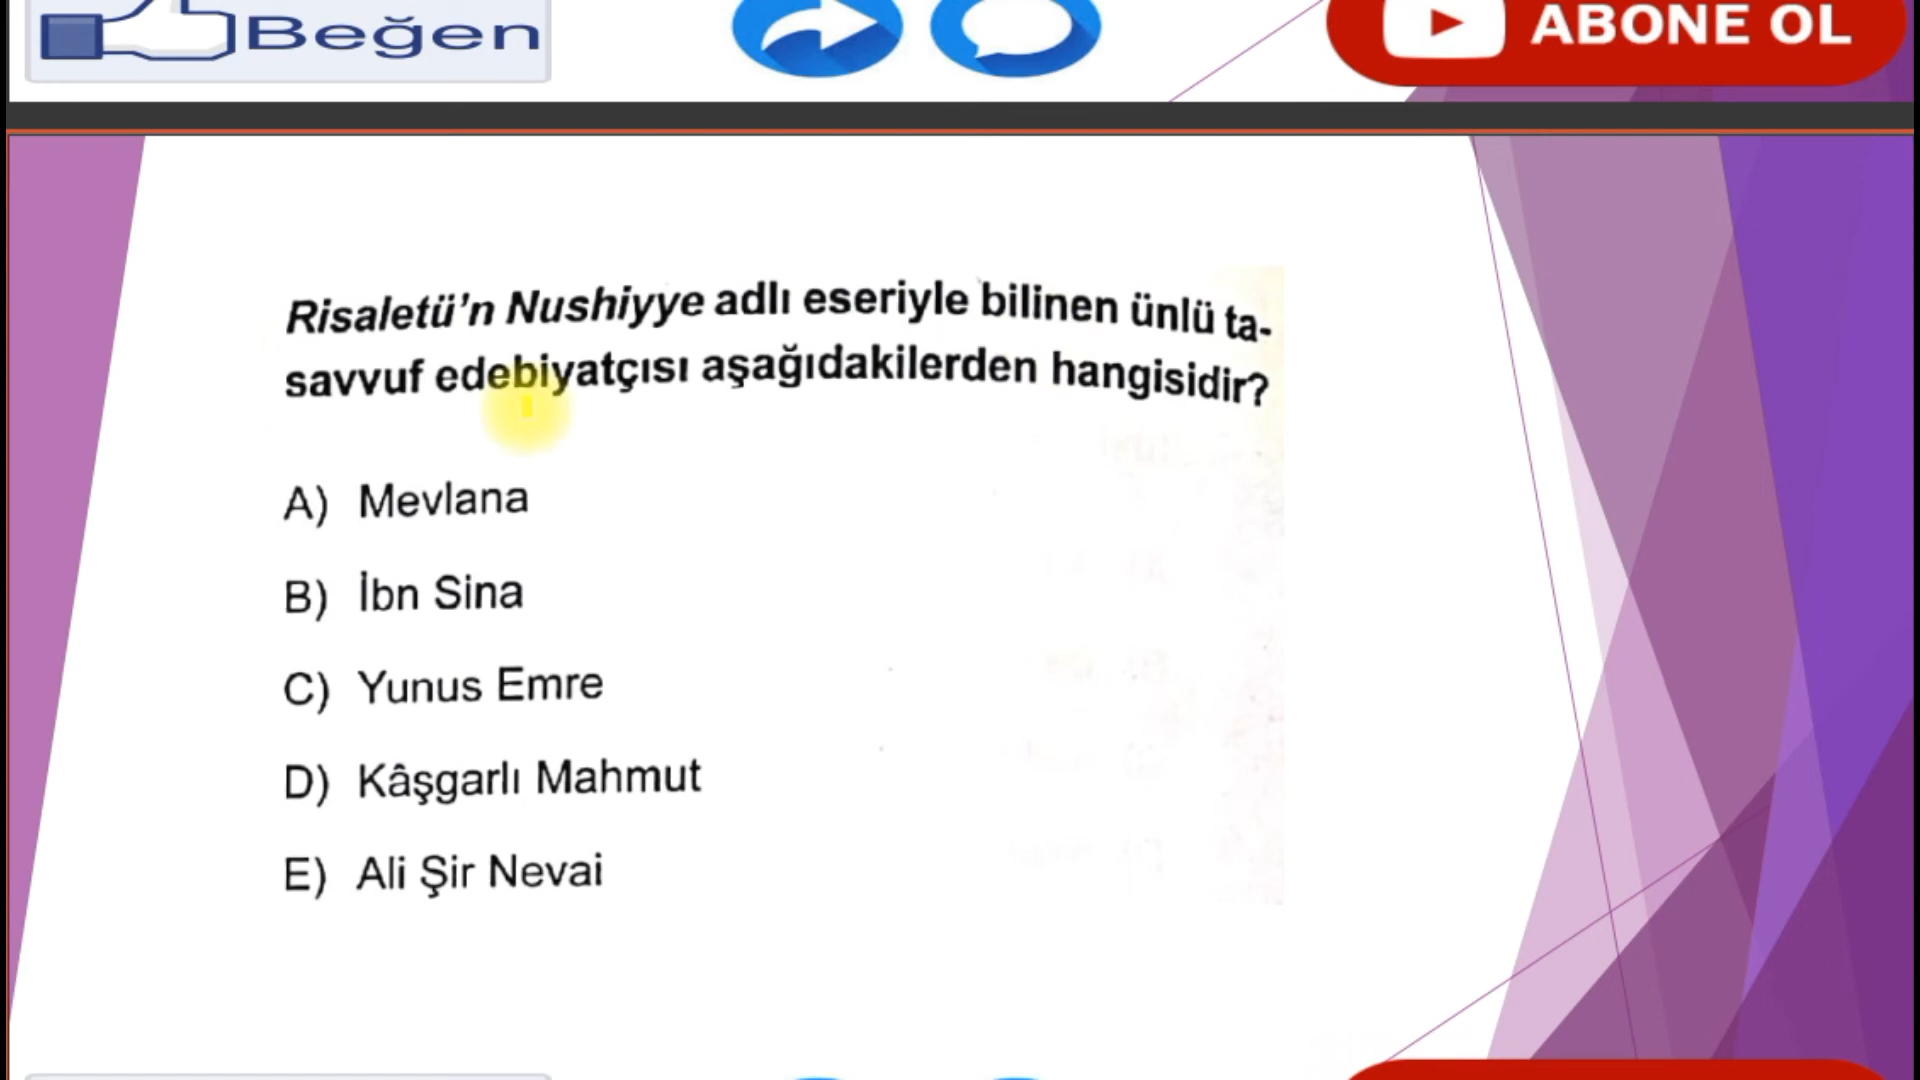 Beğen
ABONE OL
Risaletü'n Nushiyye adlı eseriyle bilinen ünlü ta-
savvuf edebiyatçısı aşağıdakilerden hangisidir?
A) Mevlana
B) İbn Sina
C) Yunus Emre
D) Kâşgarlı Mahmut
E) Ali Şir Nevai